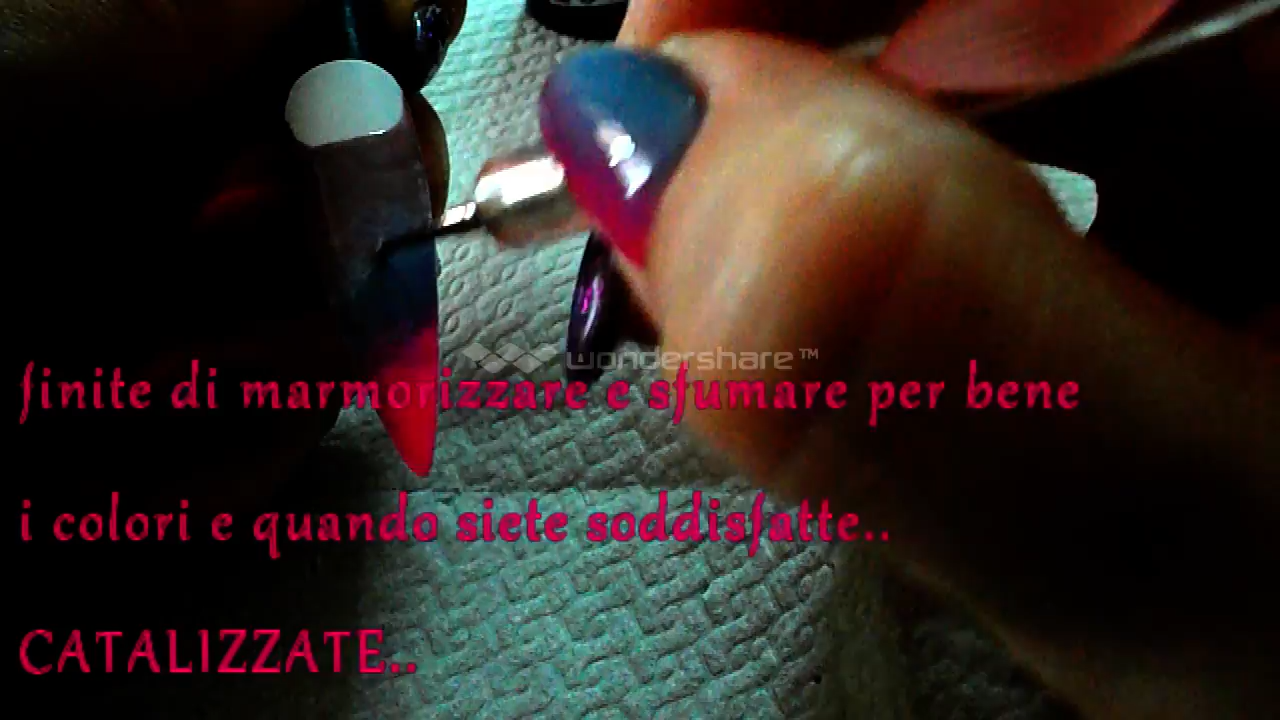 wondershare™
finite di marmorizzare e sfumare per bene
i colori e quando siete soddisfatte..
CATALIZZATE..